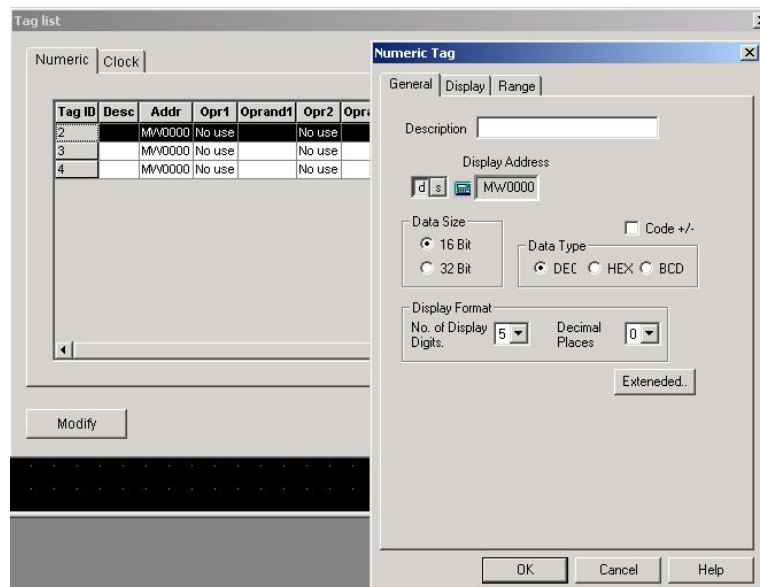 Tag list
Numeric Clock
Tag ID Desc Addr Opr1 Oprand1 Opr2 Opra
2 MW0000 No use No use
3 MW0000 No use No use
4 MW0000 No use No use
Modify
Numeric Tag
General Display Range
Description
Display Address
d s MW0000
Data Size
16 Bit
32 Bit
Code +/-
Data Type
DEC HEX BCD
Display Format
No. of Display Digits. 5
Decimal Places 0
Exteneded..
OK Cancel Help